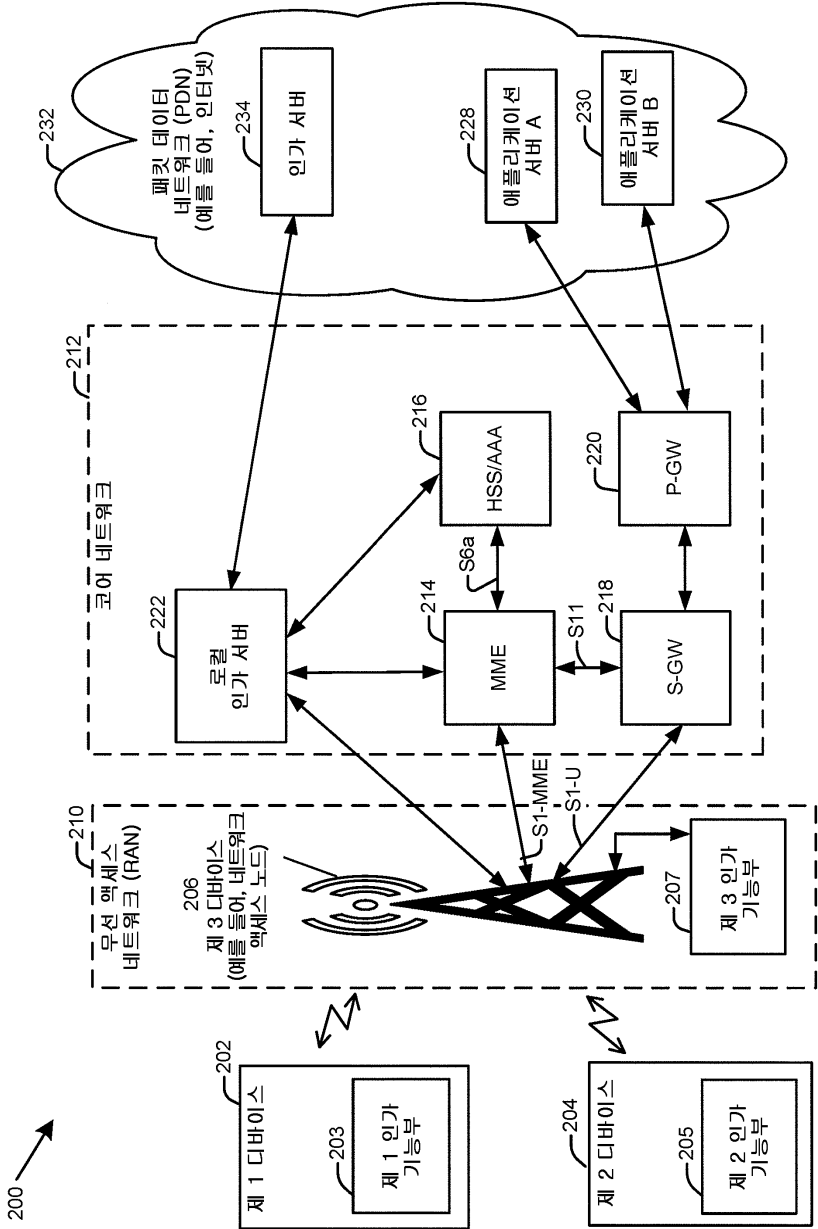 200
제 1 디바이스
202
제 1 인가
기능부
203
제 2 디바이스
204
제 2 인가
기능부
205
무선 액세스
네트워크 (RAN)
210
206
제 3 디바이스
(예를 들어, 네트워크
액세스 노드)
제 3 인가
기능부
207
S1-MME
S1-U
코어 네트워크
212
로컬
인가 서버
222
MME
214
HSS/AAA
216
S6a
S11
S-GW
218
P-GW
220
232
패킷 데이터
네트워크 (PDN)
(예를 들어, 인터넷)
인가 서버
234
애플리케이션
서버 A
228
애플리케이션
서버 B
230